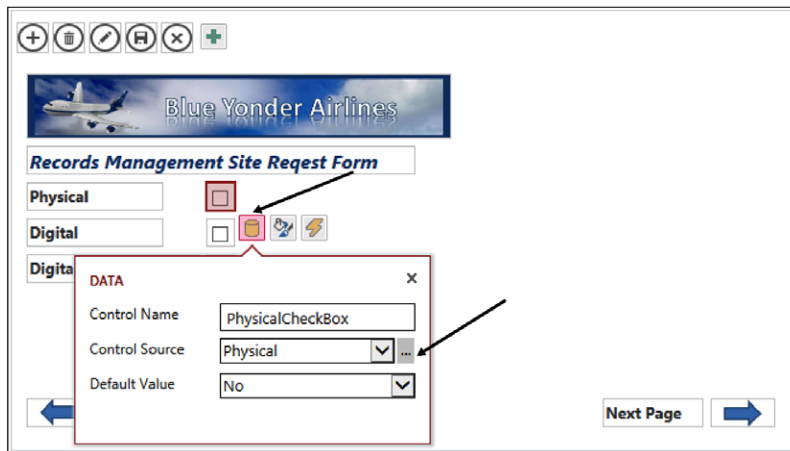 Blue Yonder Airlines
Records Management Site Reqest Form
Physical
Digital
Digita
DATA
Control Name PhysicalCheckBox
Control Source Physical ...
Default Value No
Next Page